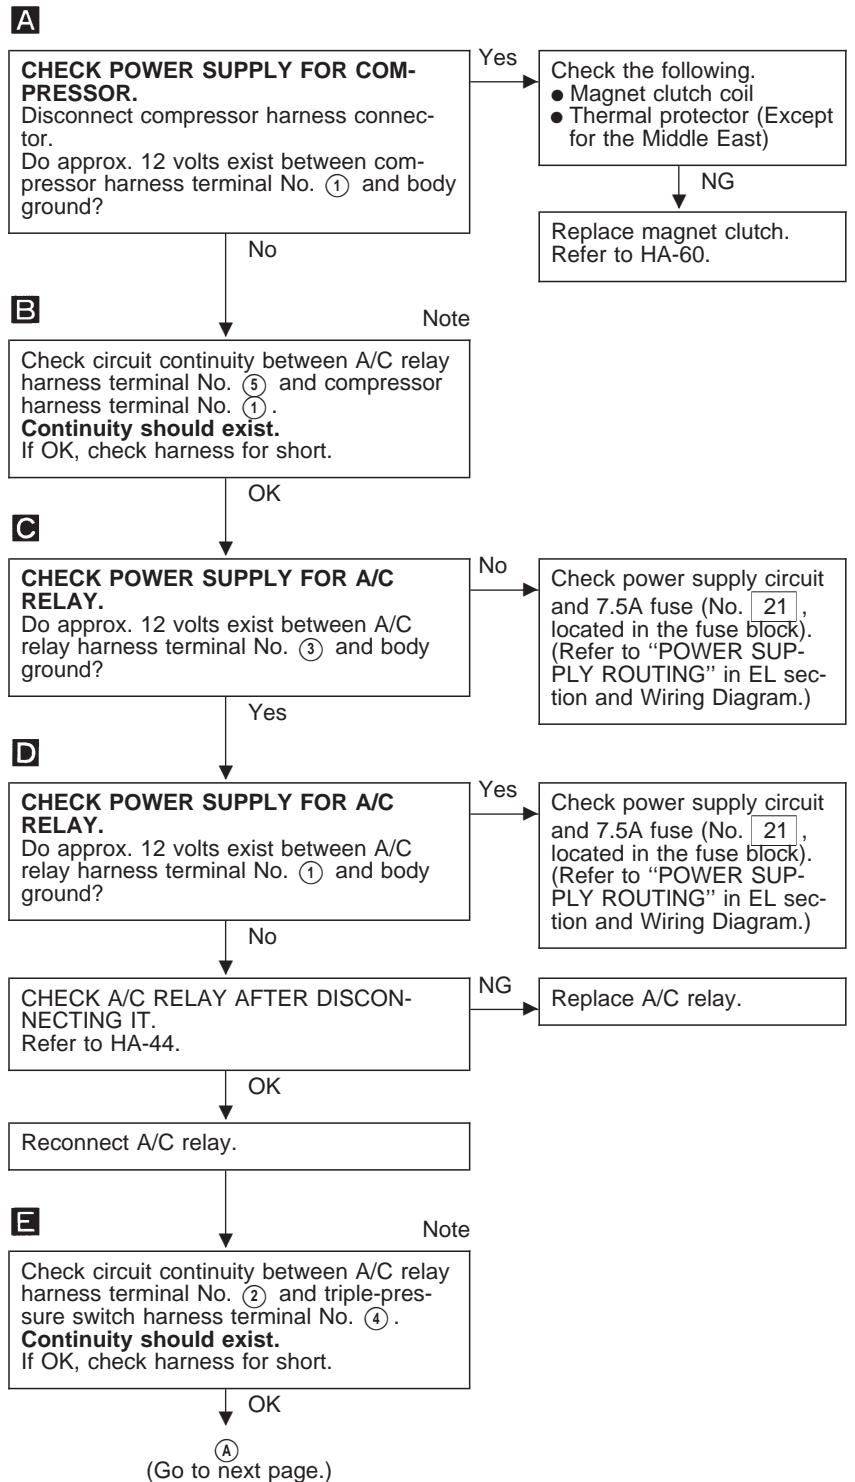 A
CHECK POWER SUPPLY FOR COM-
PRESSOR.
Disconnect compressor harness connec-
tor.
Do approx. 12 volts exist between com-
pressor harness terminal No. ① and body
ground?
Yes
Check the following.
● Magnet clutch coil
● Thermal protector (Except
for the Middle East)
NG
Replace magnet clutch.
Refer to HA-60.
No
B
Note
Check circuit continuity between A/C relay
harness terminal No. ⑤ and compressor
harness terminal No. ①.
Continuity should exist.
If OK, check harness for short.
OK
C
CHECK POWER SUPPLY FOR A/C
RELAY.
Do approx. 12 volts exist between A/C
relay harness terminal No. ③ and body
ground?
No
Check power supply circuit
and 7.5A fuse (No. 21,
located in the fuse block).
(Refer to ‘‘POWER SUP-
PLY ROUTING’’ in EL sec-
tion and Wiring Diagram.)
Yes
D
CHECK POWER SUPPLY FOR A/C
RELAY.
Do approx. 12 volts exist between A/C
relay harness terminal No. ① and body
ground?
Yes
Check power supply circuit
and 7.5A fuse (No. 21,
located in the fuse block).
(Refer to ‘‘POWER SUP-
PLY ROUTING’’ in EL sec-
tion and Wiring Diagram.)
No
CHECK A/C RELAY AFTER DISCON-
NECTING IT.
Refer to HA-44.
NG
Replace A/C relay.
OK
Reconnect A/C relay.
E
Note
Check circuit continuity between A/C relay
harness terminal No. ② and triple-pres-
sure switch harness terminal No. ④.
Continuity should exist.
If OK, check harness for short.
OK
Ⓐ
(Go to next page.)